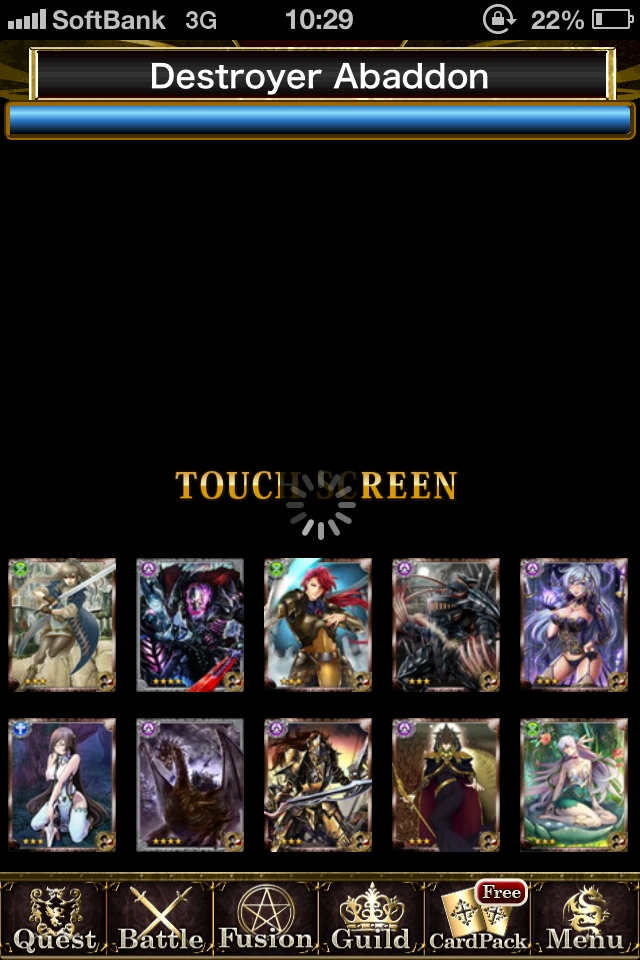 SoftBank 3G 10:29 22%
Destroyer Abaddon
TOUCH SCREEN
Free
Quest Battle Fusion Guild CardPack Menu